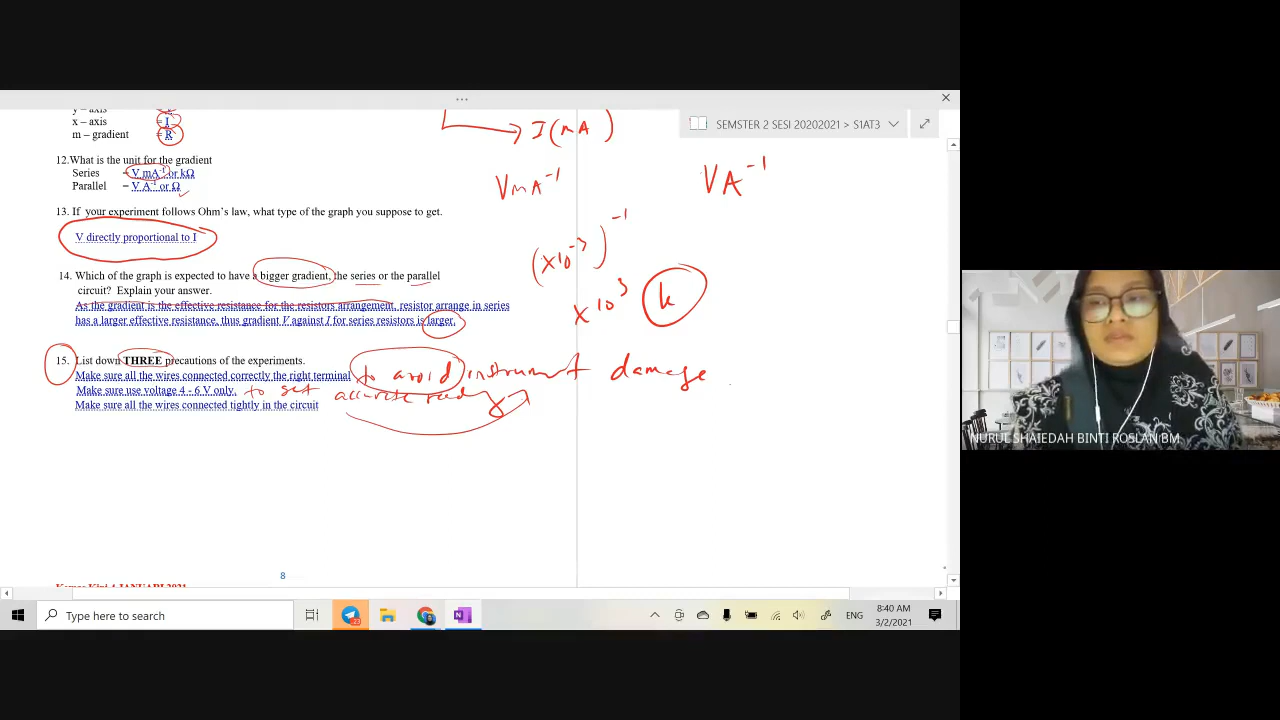 y – axis = V
x – axis = I
m – gradient = R
I (mA)
SEMSTER 2 SESI 20202021 > S1AT3
12.What is the unit for the gradient
Series = V mA-1 or kΩ
Parallel = V A-1 or Ω
V mA-1
VA-1
13. If your experiment follows Ohm's law, what type of the graph you suppose to get.
V directly proportional to I
(x10-3)-1
14. Which of the graph is expected to have a bigger gradient, the series or the parallel
circuit? Explain your answer.
As the gradient is the effective resistance for the resistors arrangement, resistor arrange in series
has a larger effective resistance, thus gradient V against I for series resistors is larger.
x103 k
15. List down THREE precautions of the experiments.
Make sure all the wires connected correctly the right terminal to avoid instrument damage
Make sure use voltage 4 - 6 V only, to get accurate reading
Make sure all the wires connected tightly in the circuit
NURUL SHAIEDAH BINTI ROSLAN BM
8
Kemas Kini 4 JANUARI 2021
Type here to search
ENG
8:40 AM
3/2/2021